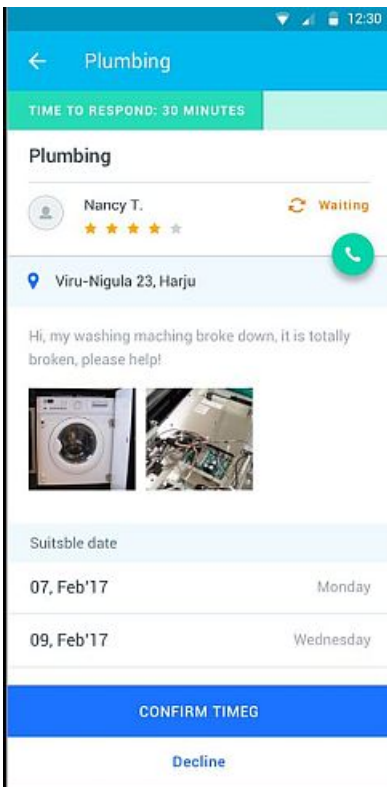 12:30
Plumbing
TIME TO RESPOND: 30 MINUTES
Plumbing
Nancy T.
Waiting
Viru-Nigula 23, Harju
Hi, my washing maching broke down, it is totally
broken, please help!
Suitsble date
07, Feb'17 Monday
09, Feb'17 Wednesday
CONFIRM TIMEG
Decline